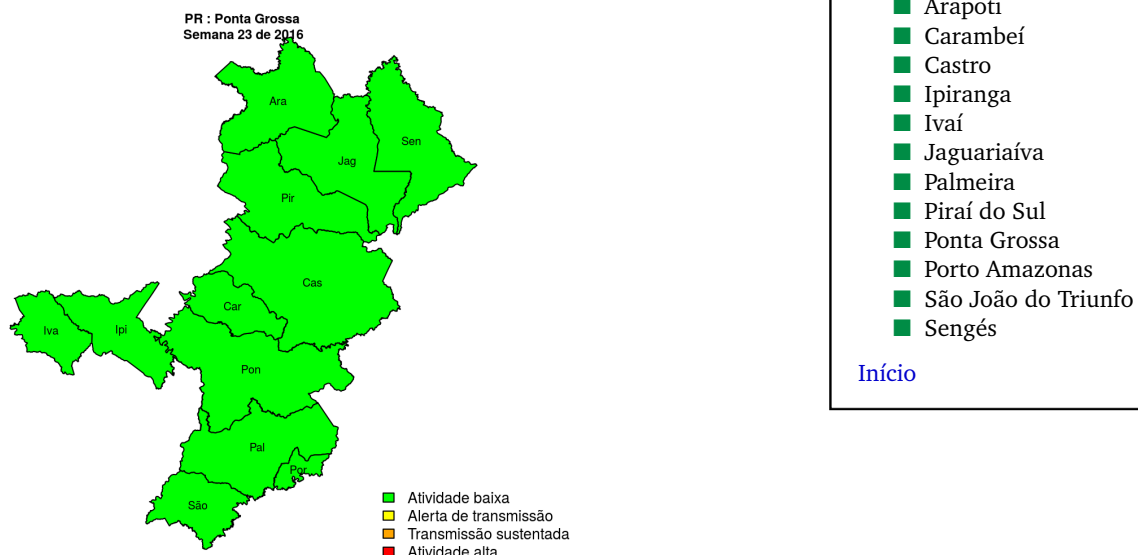 PR : Ponta Grossa
Semana 23 de 2016
Ara
Sen
Jag
Pir
Cas
Car
Iva
Ipi
Pon
Pal
Por
São
Atividade baixa
Alerta de transmissão
Transmissão sustentada
Atividade alta
Arapoti
Carambeí
Castro
Ipiranga
Ivaí
Jaguariaíva
Palmeira
Piraí do Sul
Ponta Grossa
Porto Amazonas
São João do Triunfo
Sengés
Início